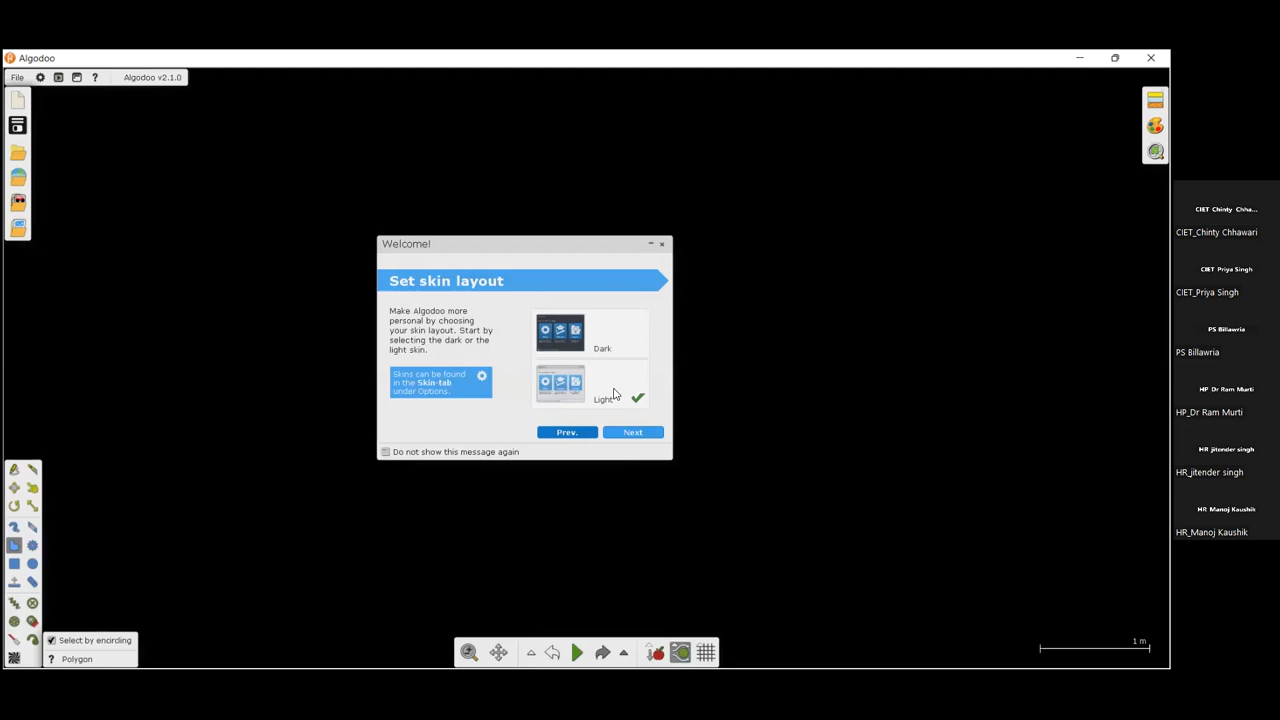 Algodoo
File ? Algodoo v2.1.0
Welcome!
Set skin layout
Make Algodoo more
personal by choosing
your skin layout. Start by
selecting the dark or the
light skin.
Skins can be found
in the Skin-tab
under Options.
Dark
Light
Prev. Next
Do not show this message again
Select by encirding
? Polygon
1 m
CIET Chinty Chha...
CIET_Chinty Chhawari
CIET Priya Singh
CIET_Priya Singh
PS Billawria
PS Billawria
HP Dr Ram Murti
HP_Dr Ram Murti
HR jitender singh
HR_jitender singh
HR Manoj Kaushik
HR_Manoj Kaushik